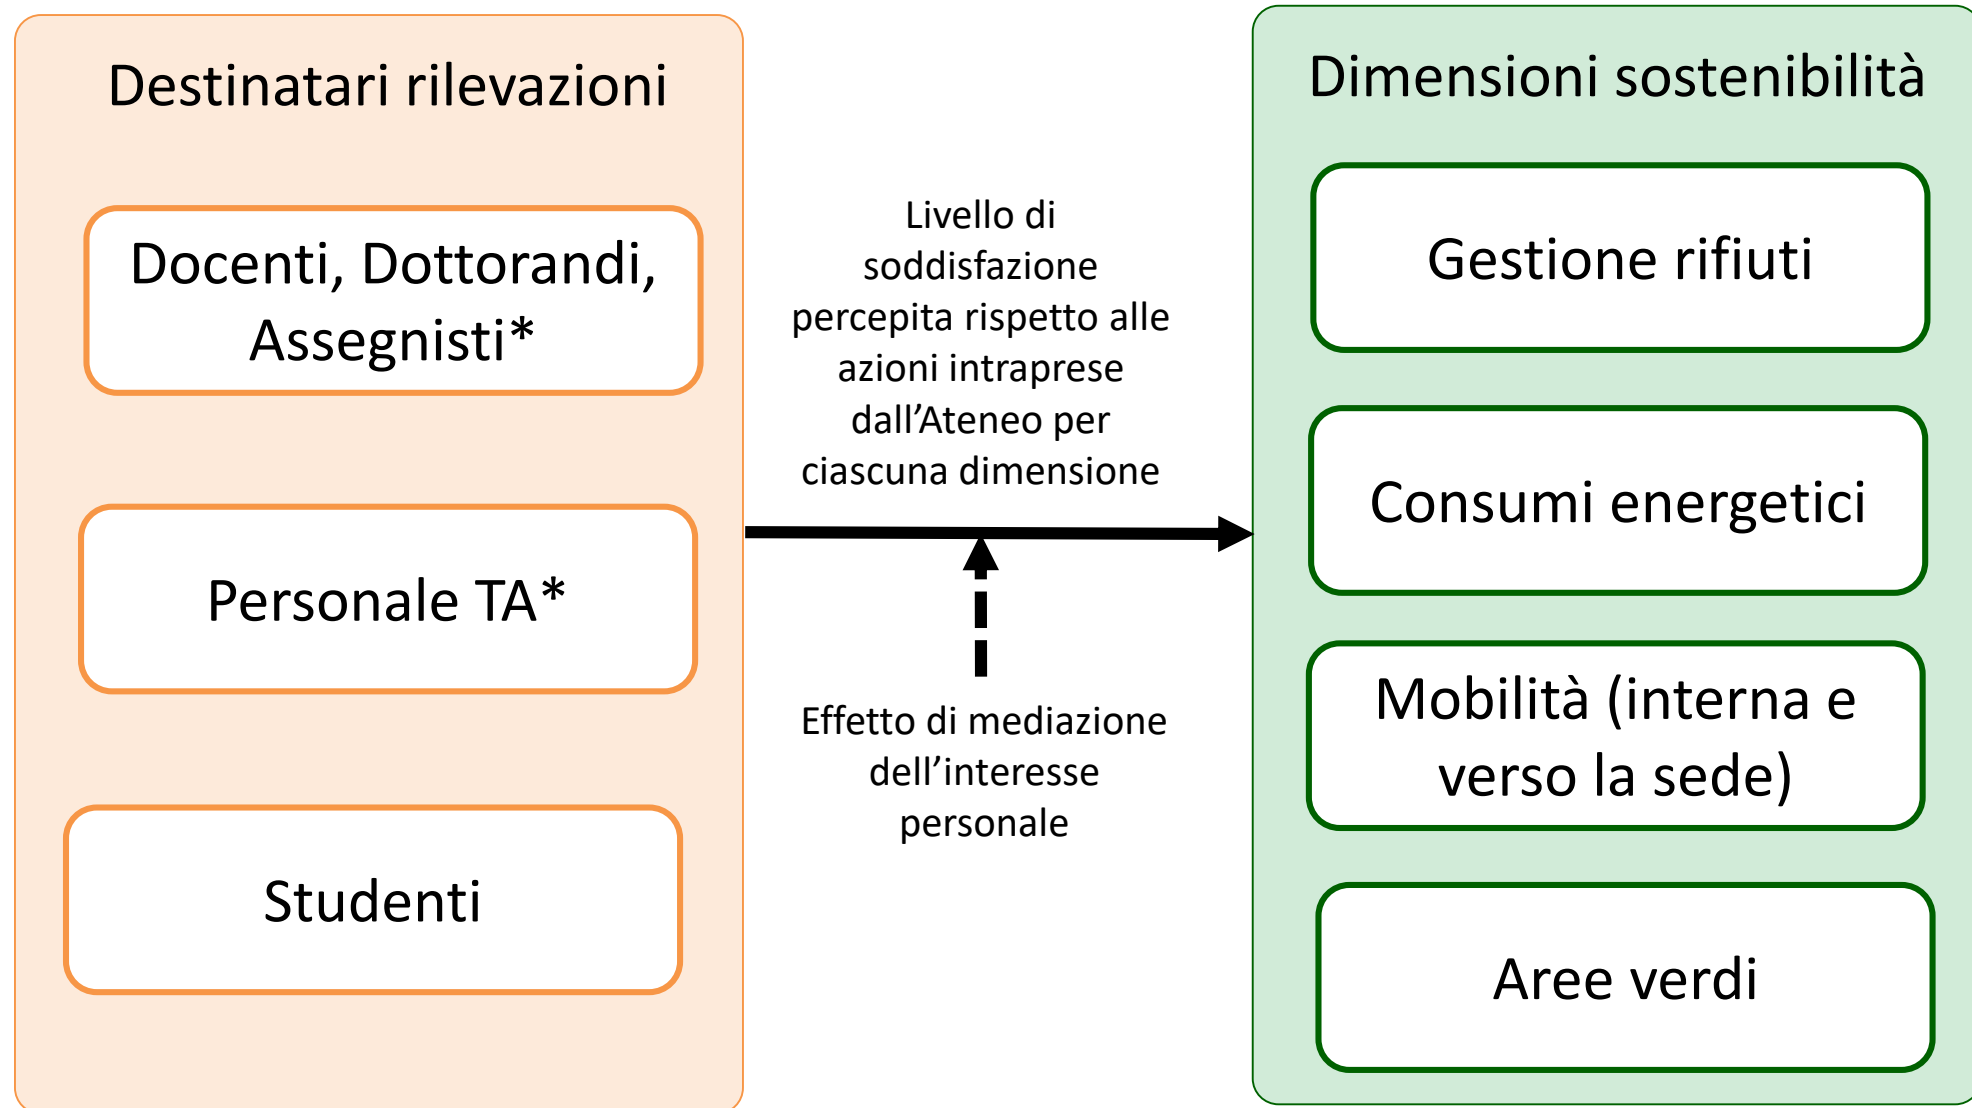 Destinatari rilevazioni
Docenti, Dottorandi,
Assegnisti*
Personale TA*
Studenti
Livello di
soddisfazione
percepita rispetto alle
azioni intraprese
dall’Ateneo per
ciascuna dimensione
Effetto di mediazione
dell’interesse
personale
Dimensioni sostenibilità
Gestione rifiuti
Consumi energetici
Mobilità (interna e
verso la sede)
Aree verdi